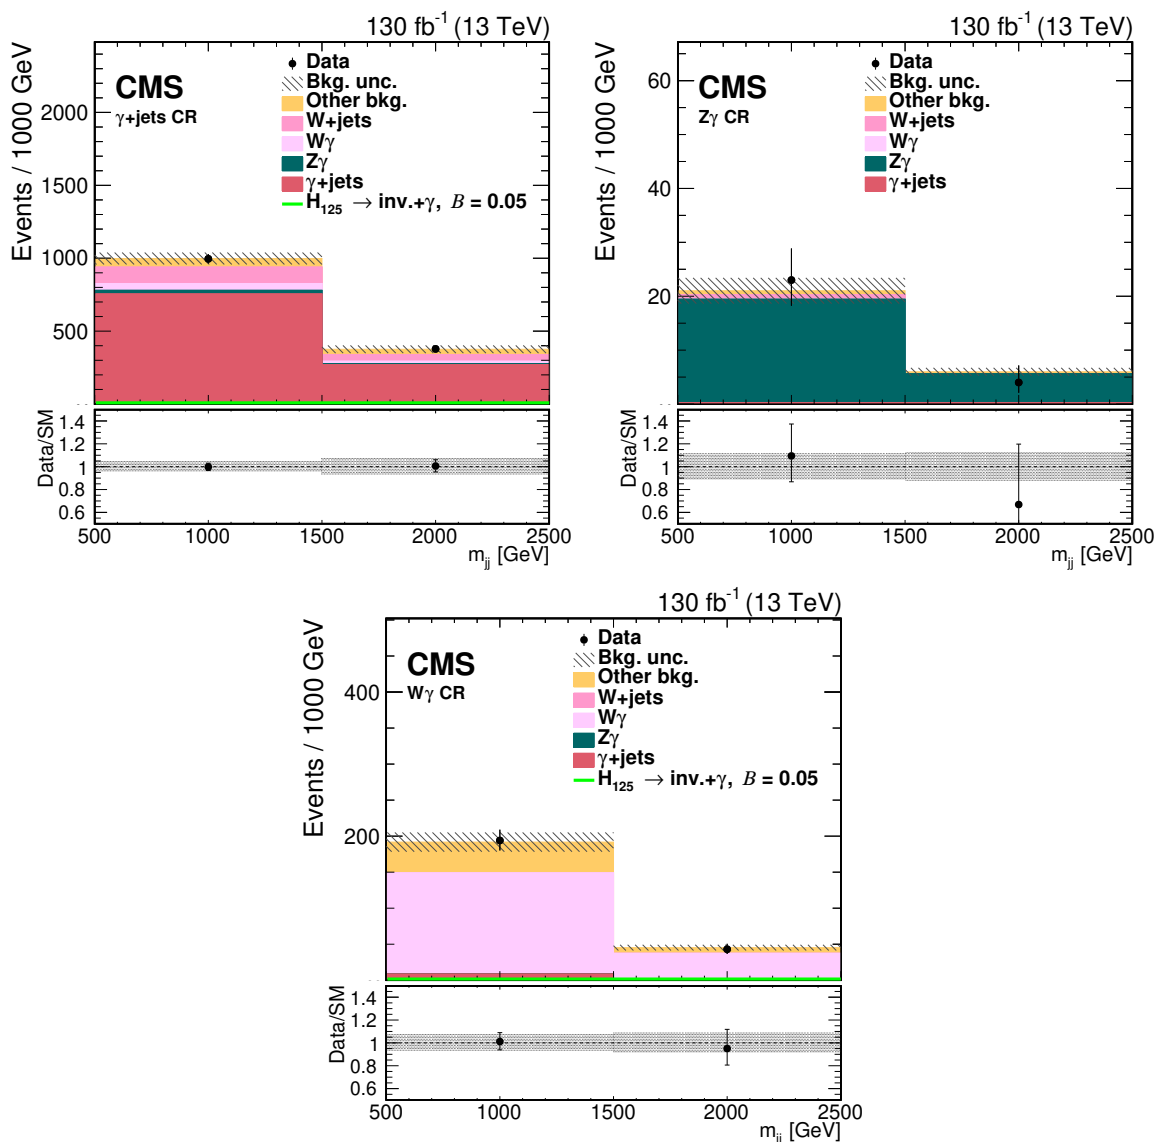 130 fb-1 (13 TeV)
Events / 1000 GeV
CMS
γ+jets CR
Data
Bkg. unc.
Other bkg.
W+jets
Wγ
Zγ
γ+jets
H125 → inv.+γ, B = 0.05
2000
1500
1000
500
Data/SM
1.4
1.2
1
0.8
0.6
500 1000 1500 2000 2500
mjj [GeV]
130 fb-1 (13 TeV)
Events / 1000 GeV
CMS
Zγ CR
Data
Bkg. unc.
Other bkg.
W+jets
Wγ
Zγ
γ+jets
60
40
20
Data/SM
1.4
1.2
1
0.8
0.6
500 1000 1500 2000 2500
mjj [GeV]
130 fb-1 (13 TeV)
Events / 1000 GeV
CMS
Wγ CR
Data
Bkg. unc.
Other bkg.
W+jets
Wγ
Zγ
γ+jets
H125 → inv.+γ, B = 0.05
400
200
Data/SM
1.4
1.2
1
0.8
0.6
500 1000 1500 2000 2500
mjj [GeV]